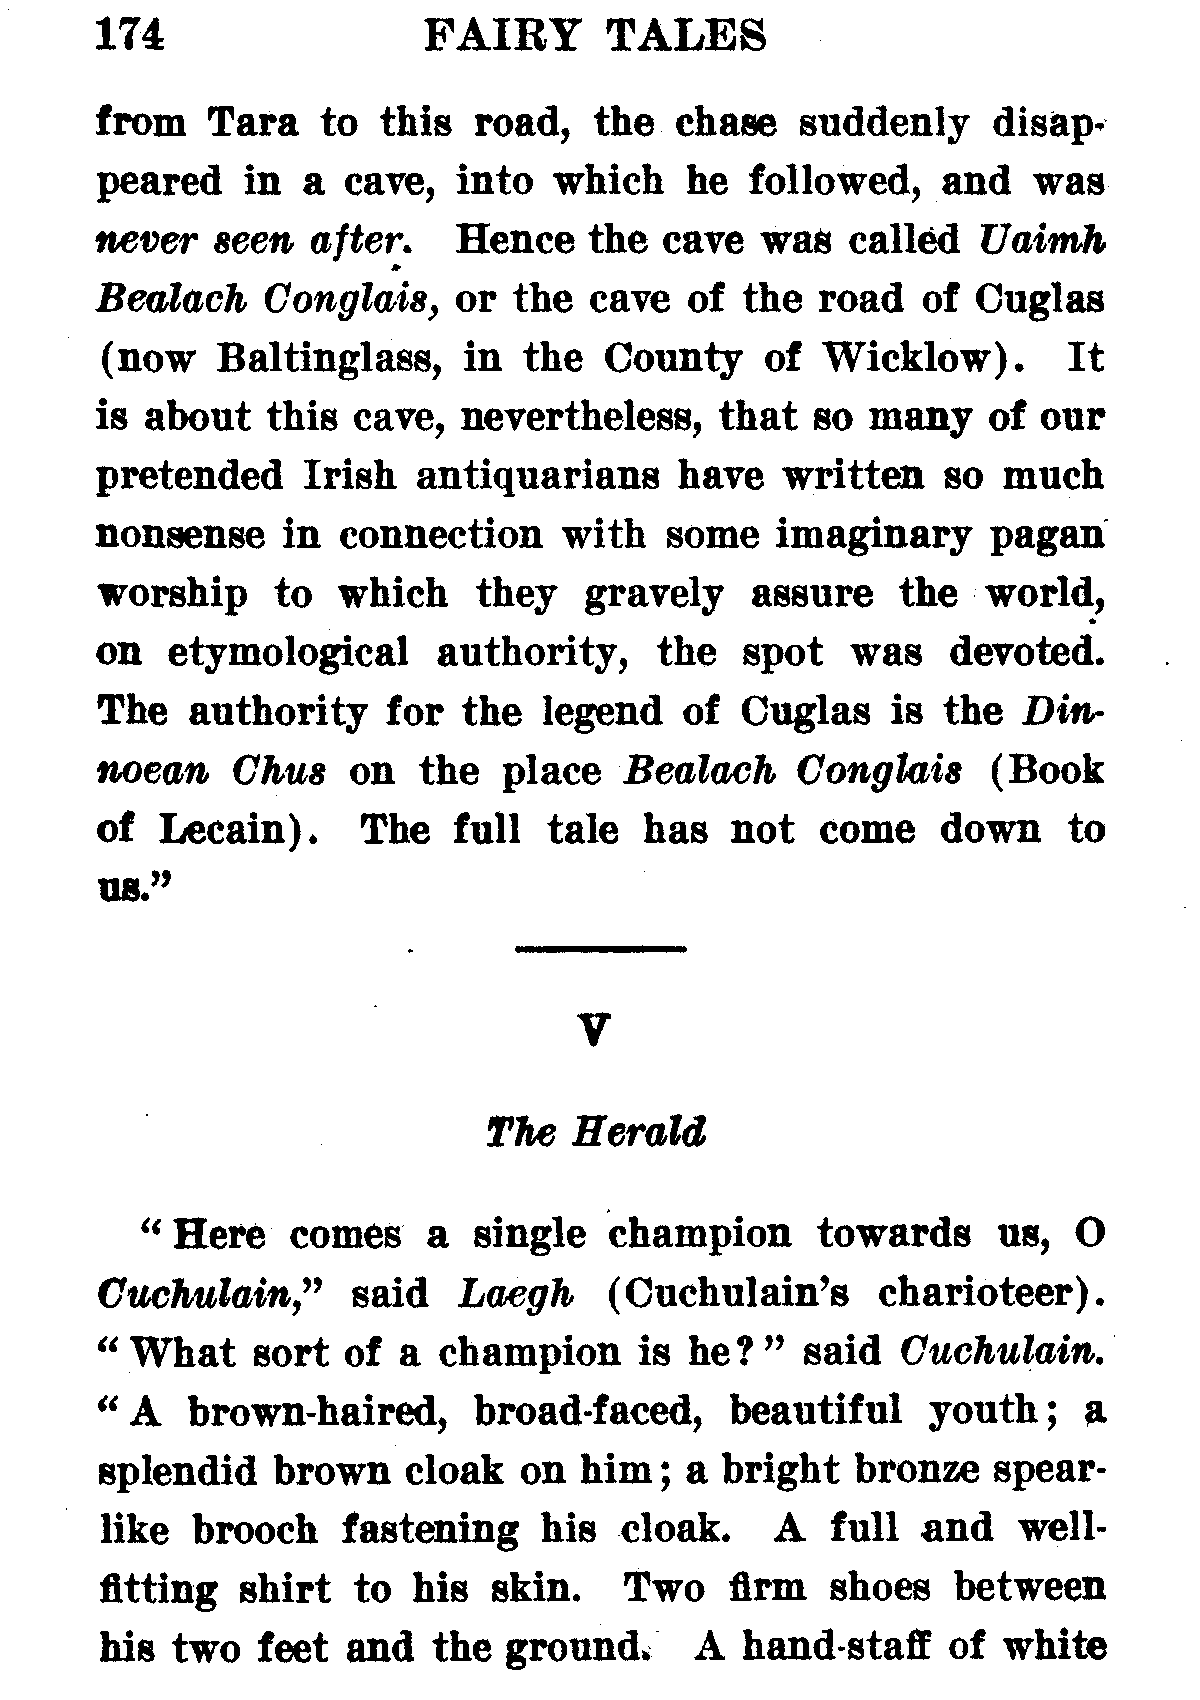 174 FAIRY TALES
from Tara to this road, the chase suddenly disap-
peared in a cave, into which he followed, and was
never seen after. Hence the cave was called Uaimh
Bealach Conglais, or the cave of the road of Cuglas
(now Baltinglass, in the County of Wicklow). It
is about this cave, nevertheless, that so many of our
pretended Irish antiquarians have written so much
nonsense in connection with some imaginary pagan
worship to which they gravely assure the world,
on etymological authority, the spot was devoted.
The authority for the legend of Cuglas is the Din-
noean Chus on the place Bealach Conglais (Book
of Lecain). The full tale has not come down to
us.”
V
The Herald
“ Here comes a single champion towards us, O
Cuchulain,” said Laegh (Cuchulain’s charioteer).
“ What sort of a champion is he? ” said Cuchulain.
“ A brown-haired, broad-faced, beautiful youth; a
splendid brown cloak on him; a bright bronze spear-
like brooch fastening his cloak. A full and well-
fitting shirt to his skin. Two firm shoes between
his two feet and the ground. A hand-staff of white